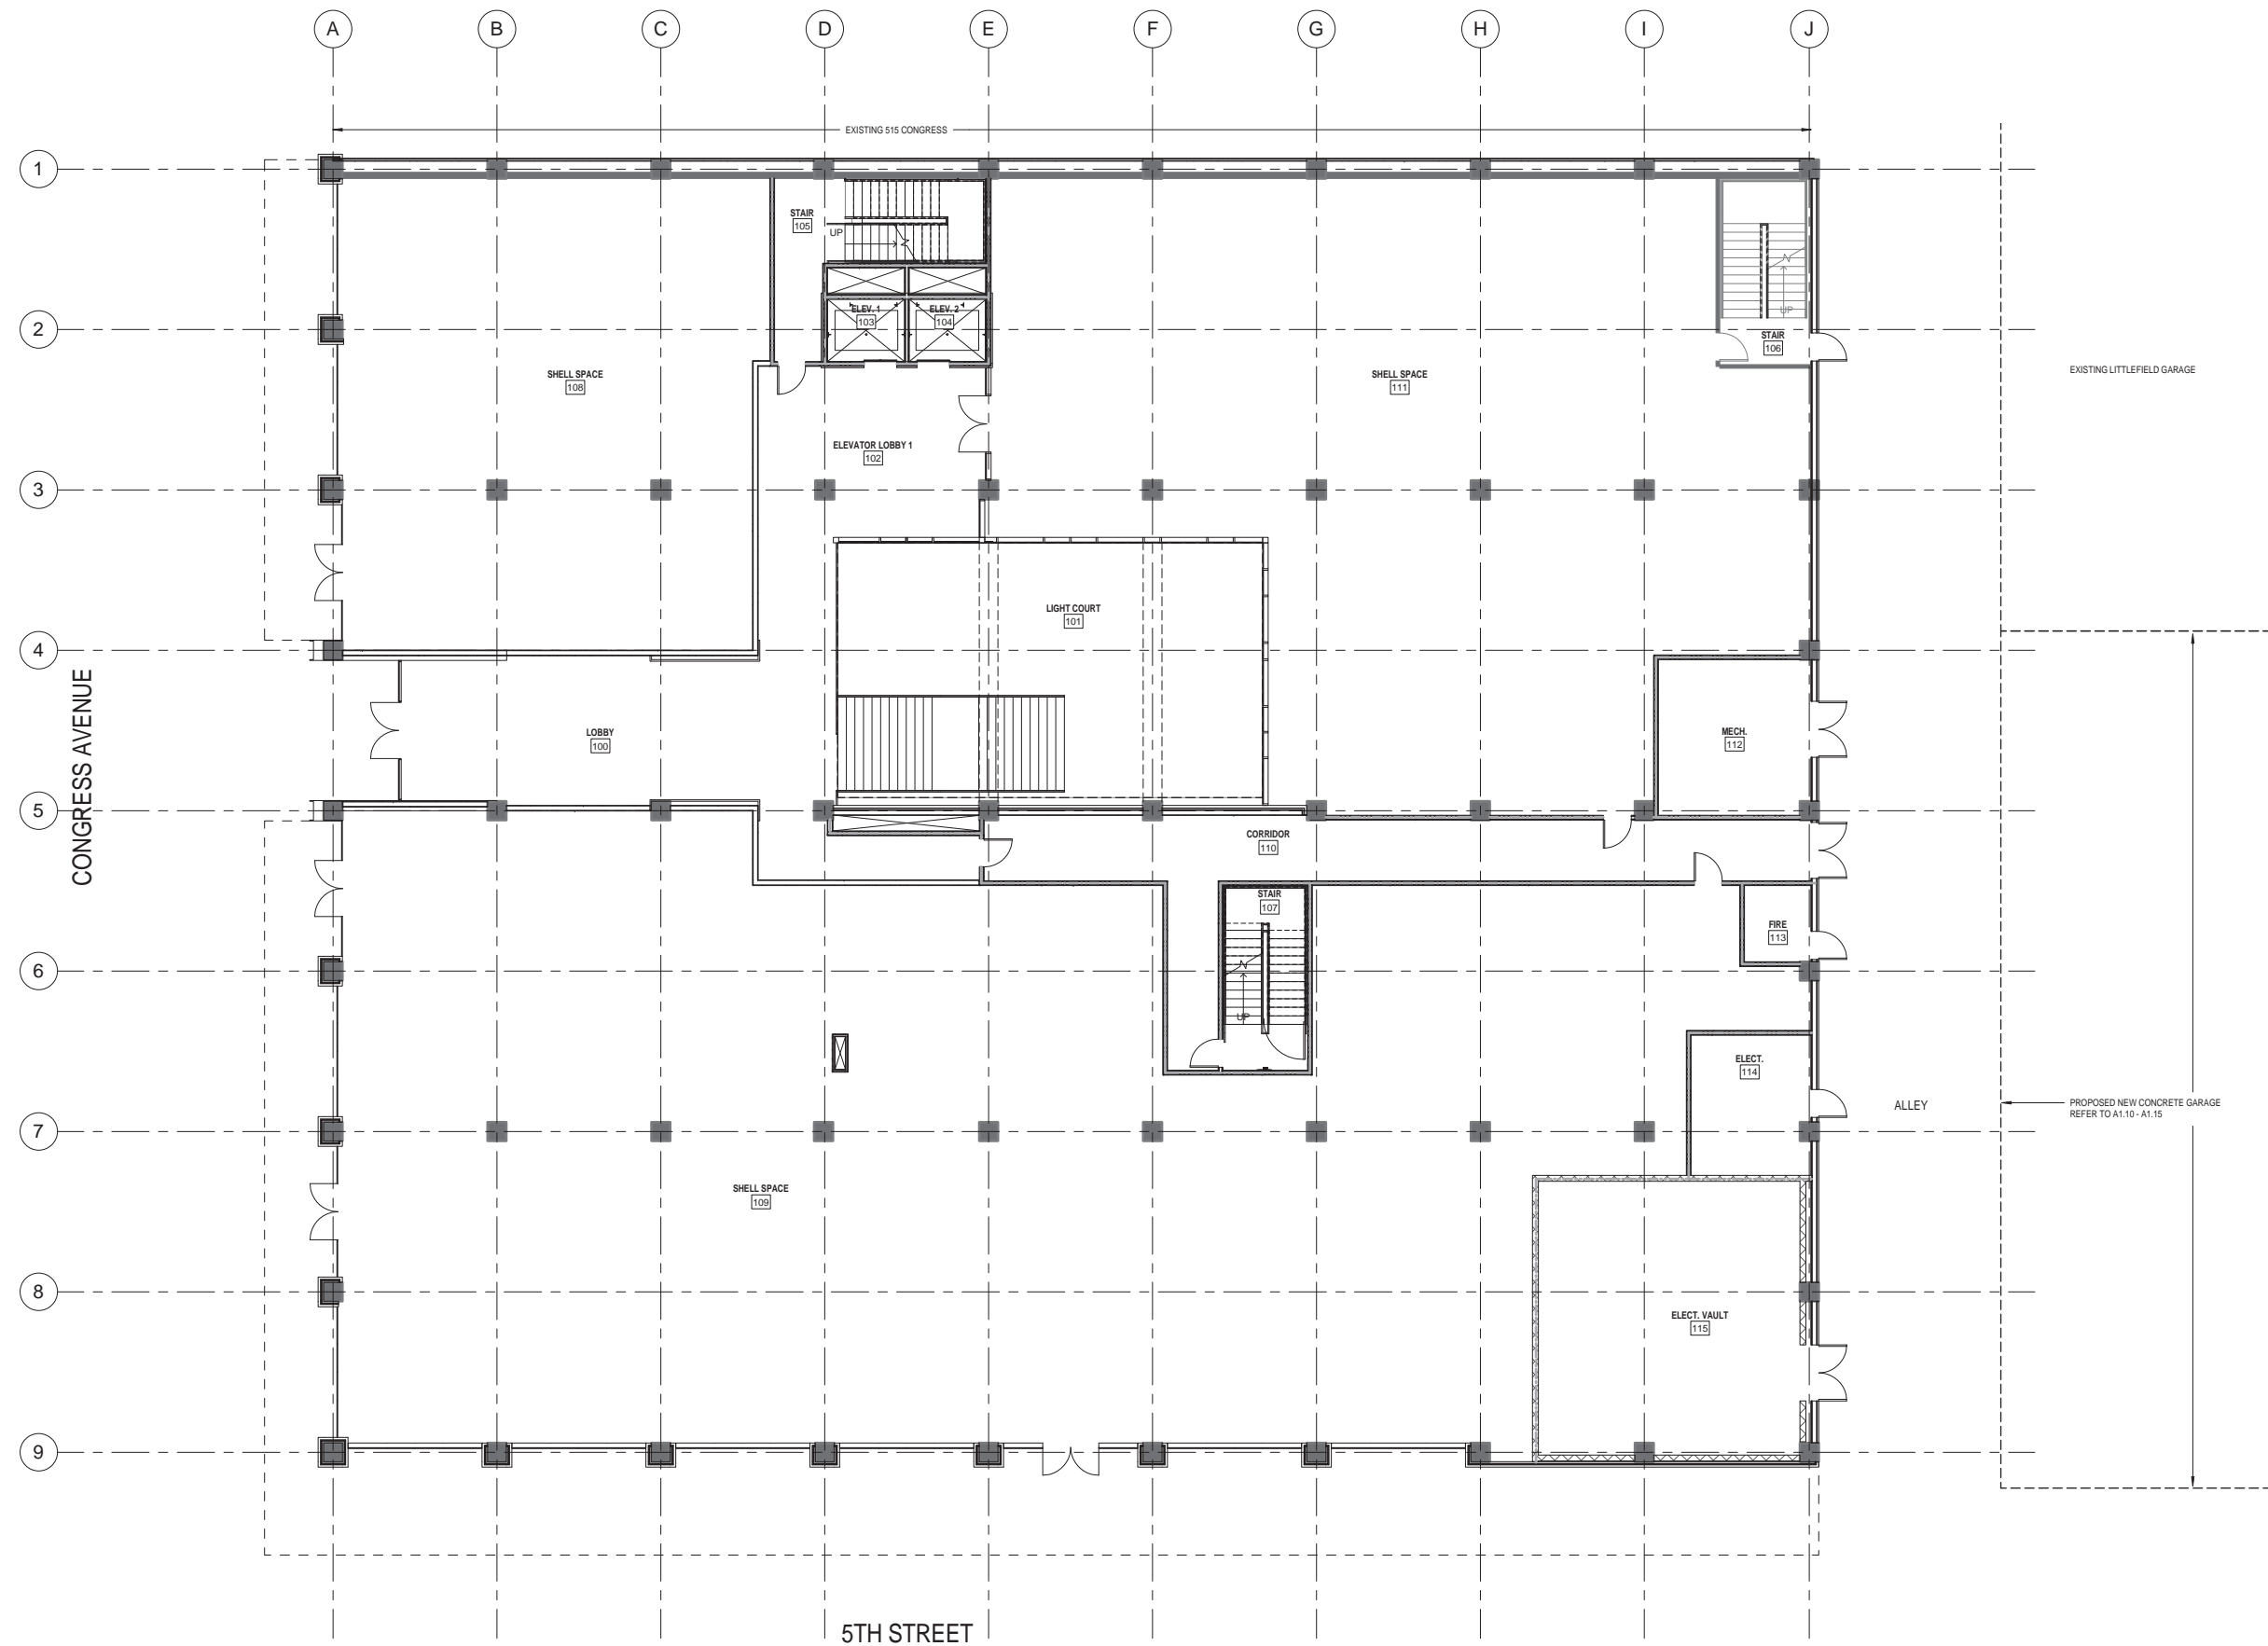 A B C D E F G H I J
EXISTING 515 CONGRESS
1
STAIR
105
UP
ELEV. 1
103
ELEV. 2
104
2
UP
STAIR
106
SHELL SPACE
108
SHELL SPACE
111
EXISTING LITTLEFIELD GARAGE
ELEVATOR LOBBY 1
102
3
LIGHT COURT
101
4
CONGRESS AVENUE
LOBBY
100
MECH.
112
5
CORRIDOR
110
STAIR
107
UP
FIRE
113
6
ELECT.
114
ALLEY
PROPOSED NEW CONCRETE GARAGE
REFER TO A1.10 - A1.15
7
SHELL SPACE
109
8
ELECT. VAULT
115
9
5TH STREET